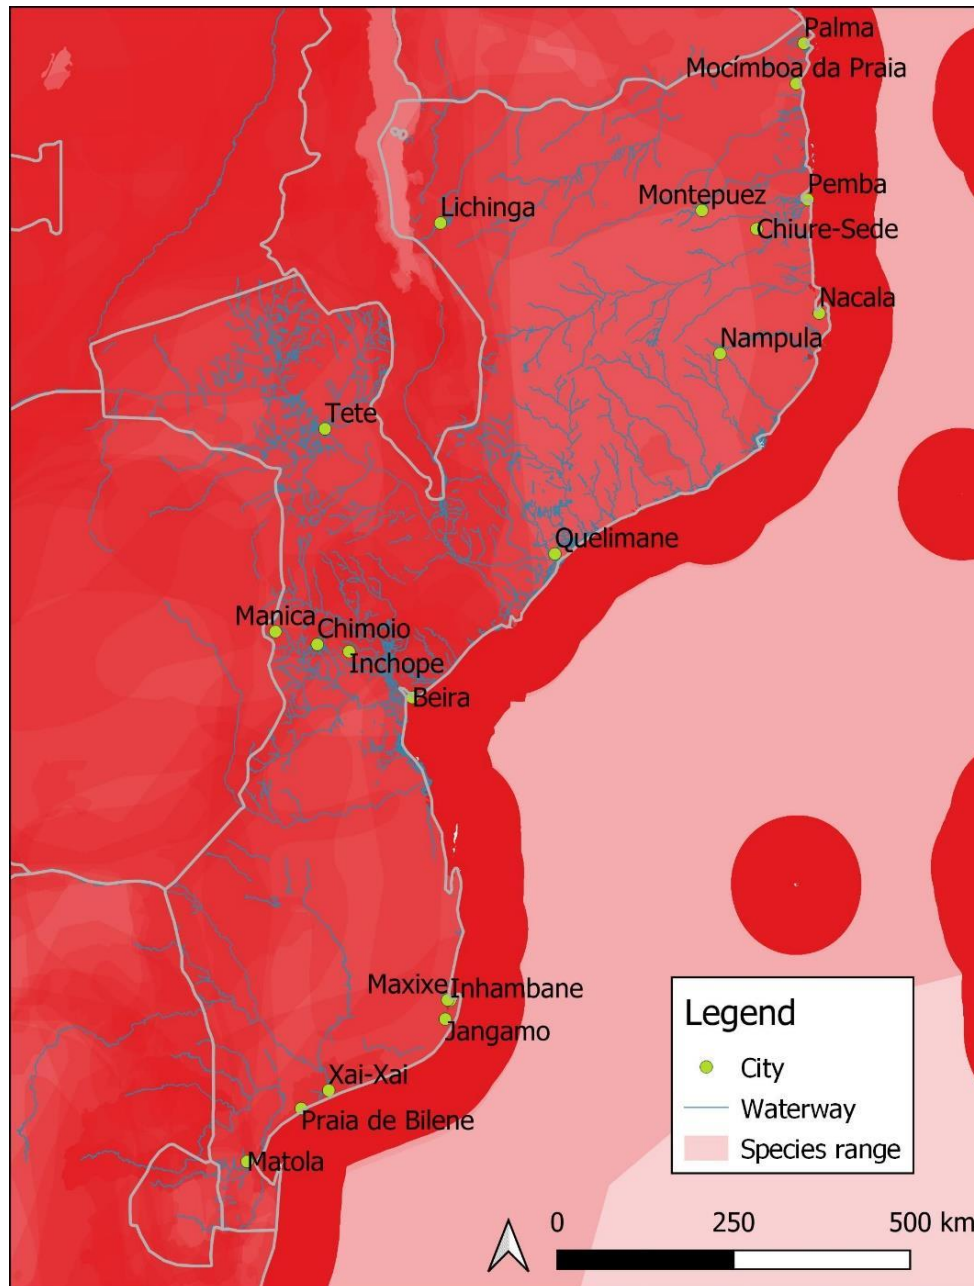 Palma
Mocímboa da Praia
Pemba
Montepuez
Lichinga
Chiure-Sede
Nacala
Nampula
Tete
Quelimane
Manica
Chimoio
Inchope
Beira
Maxixe
Inhambane
Jangamo
Xai-Xai
Praia de Bilene
Matola
Legend
City
Waterway
Species range
0 250 500 km